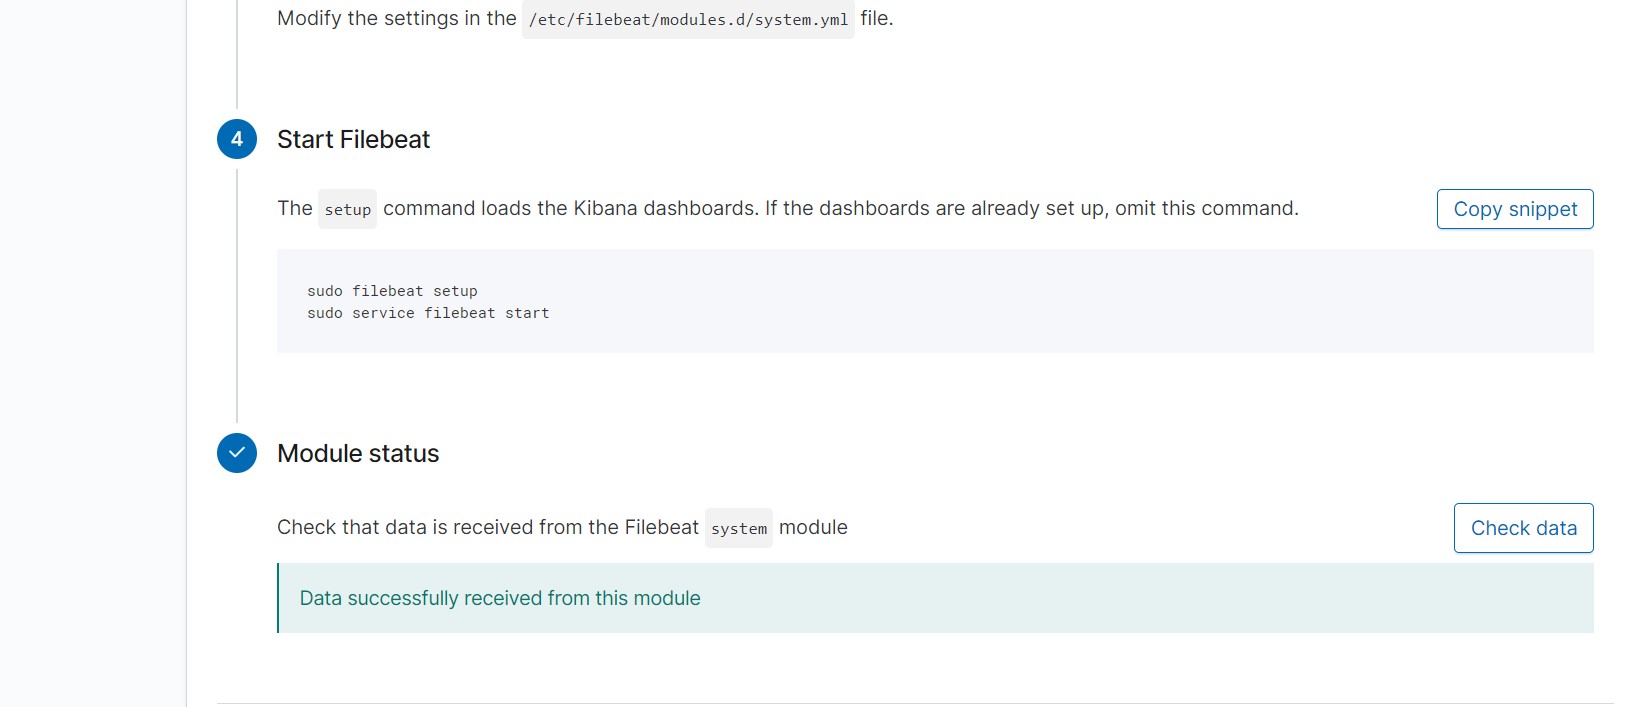 Modify the settings in the /etc/filebeat/modules.d/system.yml file.
4 Start Filebeat
The setup command loads the Kibana dashboards. If the dashboards are already set up, omit this command.
Copy snippet
sudo filebeat setup
sudo service filebeat start
Module status
Check that data is received from the Filebeat system module
Check data
Data successfully received from this module